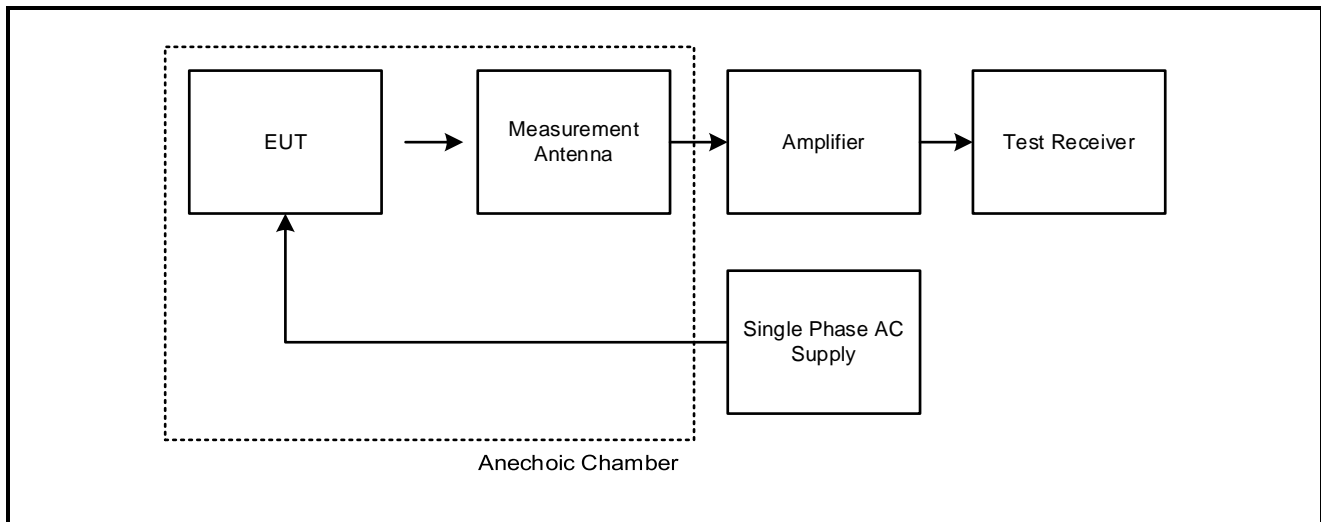 EUT
Measurement
Antenna
Amplifier
Test Receiver
Single Phase AC
Supply
Anechoic Chamber